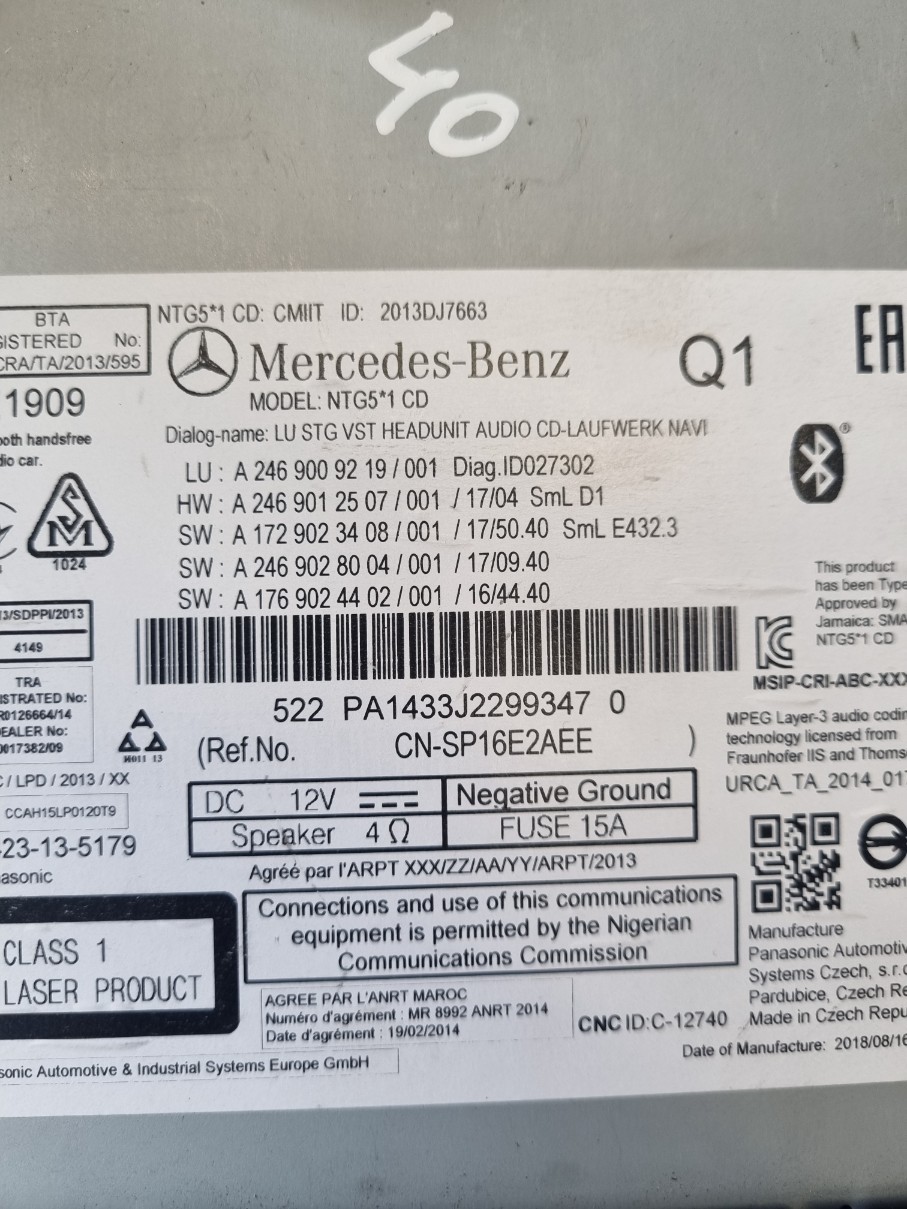 40
BTA
GISTERED No:
CRA/TA/2013/595
1909
ooth handsfree
dio car.
SM
1024
3/SDPPI/2013
4149
TRA
ISTRATED No:
R0126664/14
EALER No:
0017382/09
M011 13
C / LPD / 2013 / XX
CCAH15LP0120T9
-23-13-5179
asonic
CLASS 1
LASER PRODUCT
NTG5*1 CD: CMIIT ID: 2013DJ7663
Mercedes-Benz
Q1
MODEL: NTG5*1 CD
Dialog-name: LU STG VST HEADUNIT AUDIO CD-LAUFWERK NAVI
LU : A 246 900 92 19 / 001 Diag.ID027302
HW : A 246 901 25 07 / 001 / 17/04 SmL D1
SW : A 172 902 34 08 / 001 / 17/50.40 SmL E432.3
SW : A 246 902 80 04 / 001 / 17/09.40
SW : A 176 902 44 02 / 001 / 16/44.40
522 PA1433J2299347 0
(Ref.No. CN-SP16E2AEE )
DC 12V
Negative Ground
Speaker 4 Ω
FUSE 15A
Agréé par l'ARPT XXX/ZZ/AA/YY/ARPT/2013
Connections and use of this communications
equipment is permitted by the Nigerian
Communications Commission
AGREE PAR L'ANRT MAROC
Numéro d'agrément : MR 8992 ANRT 2014
Date d'agrément : 19/02/2014
CNC ID:C-12740
sonic Automotive & Industrial Systems Europe GmbH
EA
®
This product
has been Type
Approved by
Jamaica: SMA
NTG5*1 CD
MSIP-CRI-ABC-XXX
MPEG Layer-3 audio codin
technology licensed from
Fraunhofer IIS and Thoms
URCA_TA_2014_017
T33401
Manufacture
Panasonic Automotiv
Systems Czech, s.r.o
Pardubice, Czech Re
Made in Czech Repu
Date of Manufacture: 2018/08/16